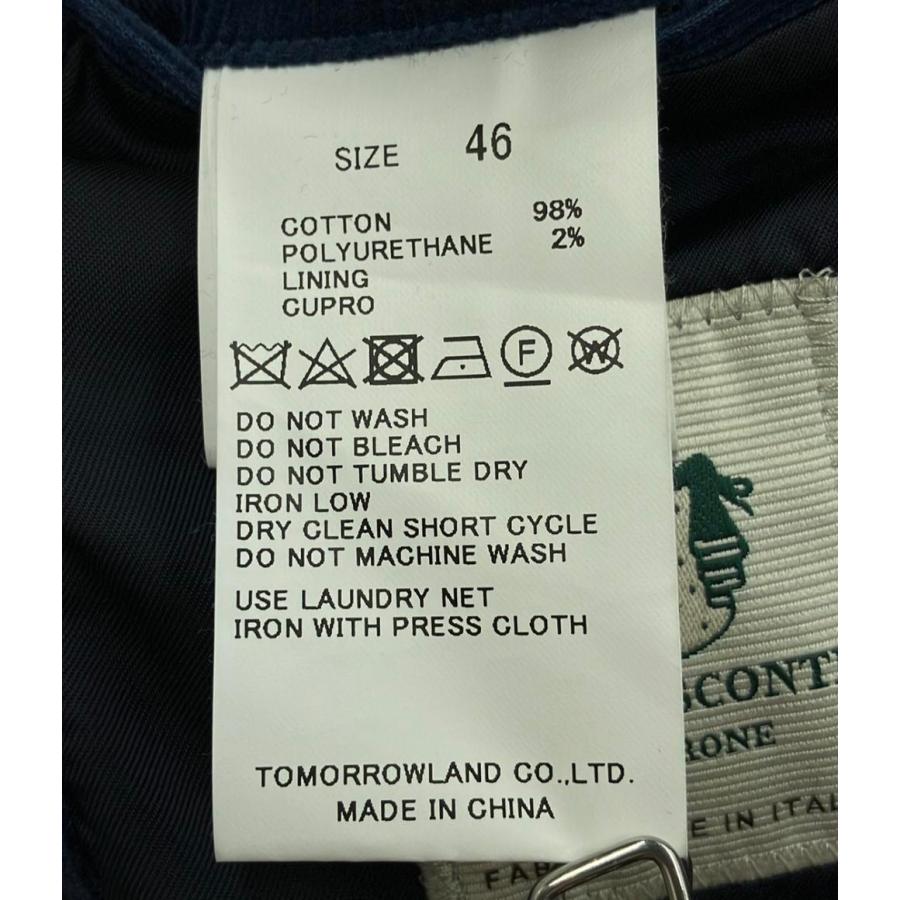 SIZE 46
COTTON 98%
POLYURETHANE 2%
LINING
CUPRO
F W
DO NOT WASH
DO NOT BLEACH
DO NOT TUMBLE DRY
IRON LOW
DRY CLEAN SHORT CYCLE
DO NOT MACHINE WASH
USE LAUNDRY NET
IRON WITH PRESS CLOTH
TOMORROWLAND CO.,LTD.
MADE IN CHINA
IN